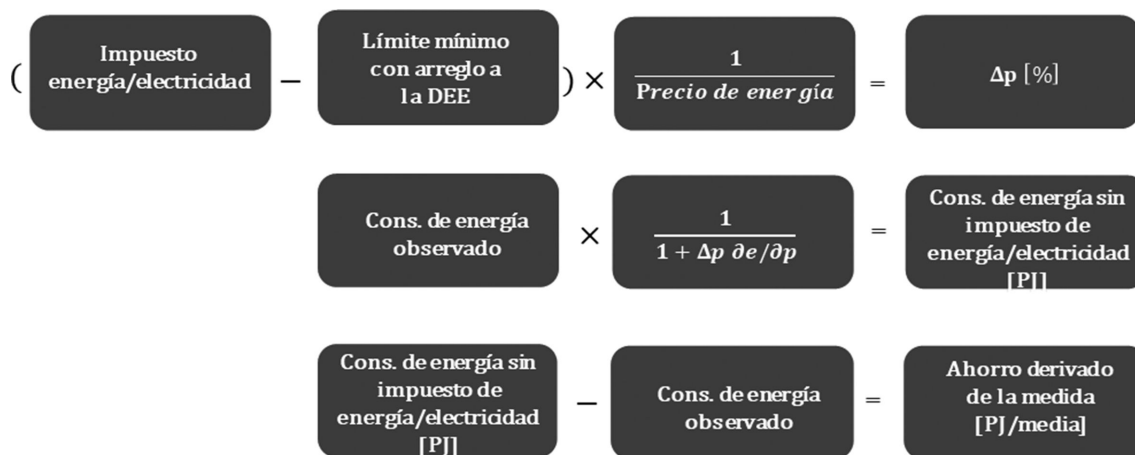 ( Impuesto energía/electricidad − Límite mínimo con arreglo a la DEE ) × 1 / Precio de energía = Δp [%]
Cons. de energía observado × 1 / 1 + Δp ∂e/∂p = Cons. de energía sin impuesto de energía/electricidad [PJ]
Cons. de energía sin impuesto de energía/electricidad [PJ] − Cons. de energía observado = Ahorro derivado de la medida [PJ/media]